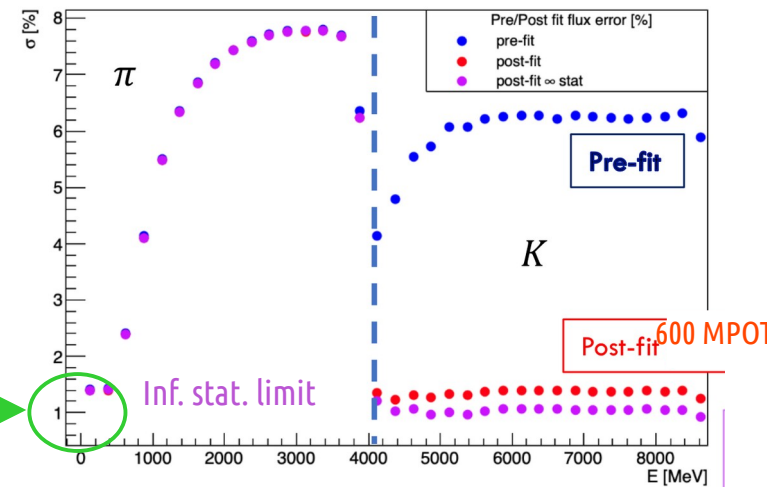 Pre/Post fit flux error [%]
pre-fit
post-fit
post-fit ∞ stat
σ [%]
8
7
6
5
4
3
2
1
π
K
Pre-fit
Post-fit
600 MPOT
Inf. stat. limit
0 1000 2000 3000 4000 5000 6000 7000 8000
E [MeV]